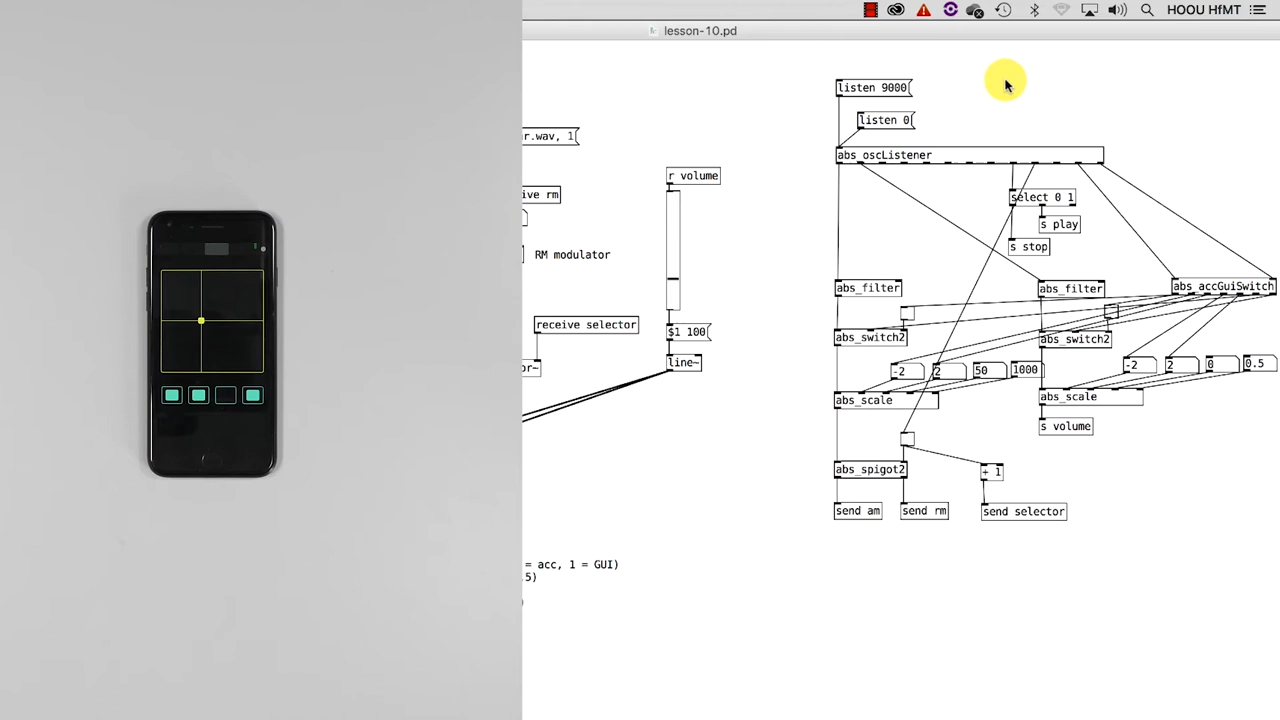 HOOU HfMT
lesson-10.pd
listen 9000
listen 0
r.wav, 1
abs_oscListener
r volume
ive rm
select 0 1
s play
s stop
RM modulator
abs_filter
abs_filter
abs_accGuiSwitch
receive selector
$1 100
abs_switch2
abs_switch2
or~
line~
-2
2
50
1000
-2
2
0
0.5
abs_scale
abs_scale
s volume
abs_spigot2
+ 1
send am
send rm
send selector
= acc, 1 = GUI)
5)
)